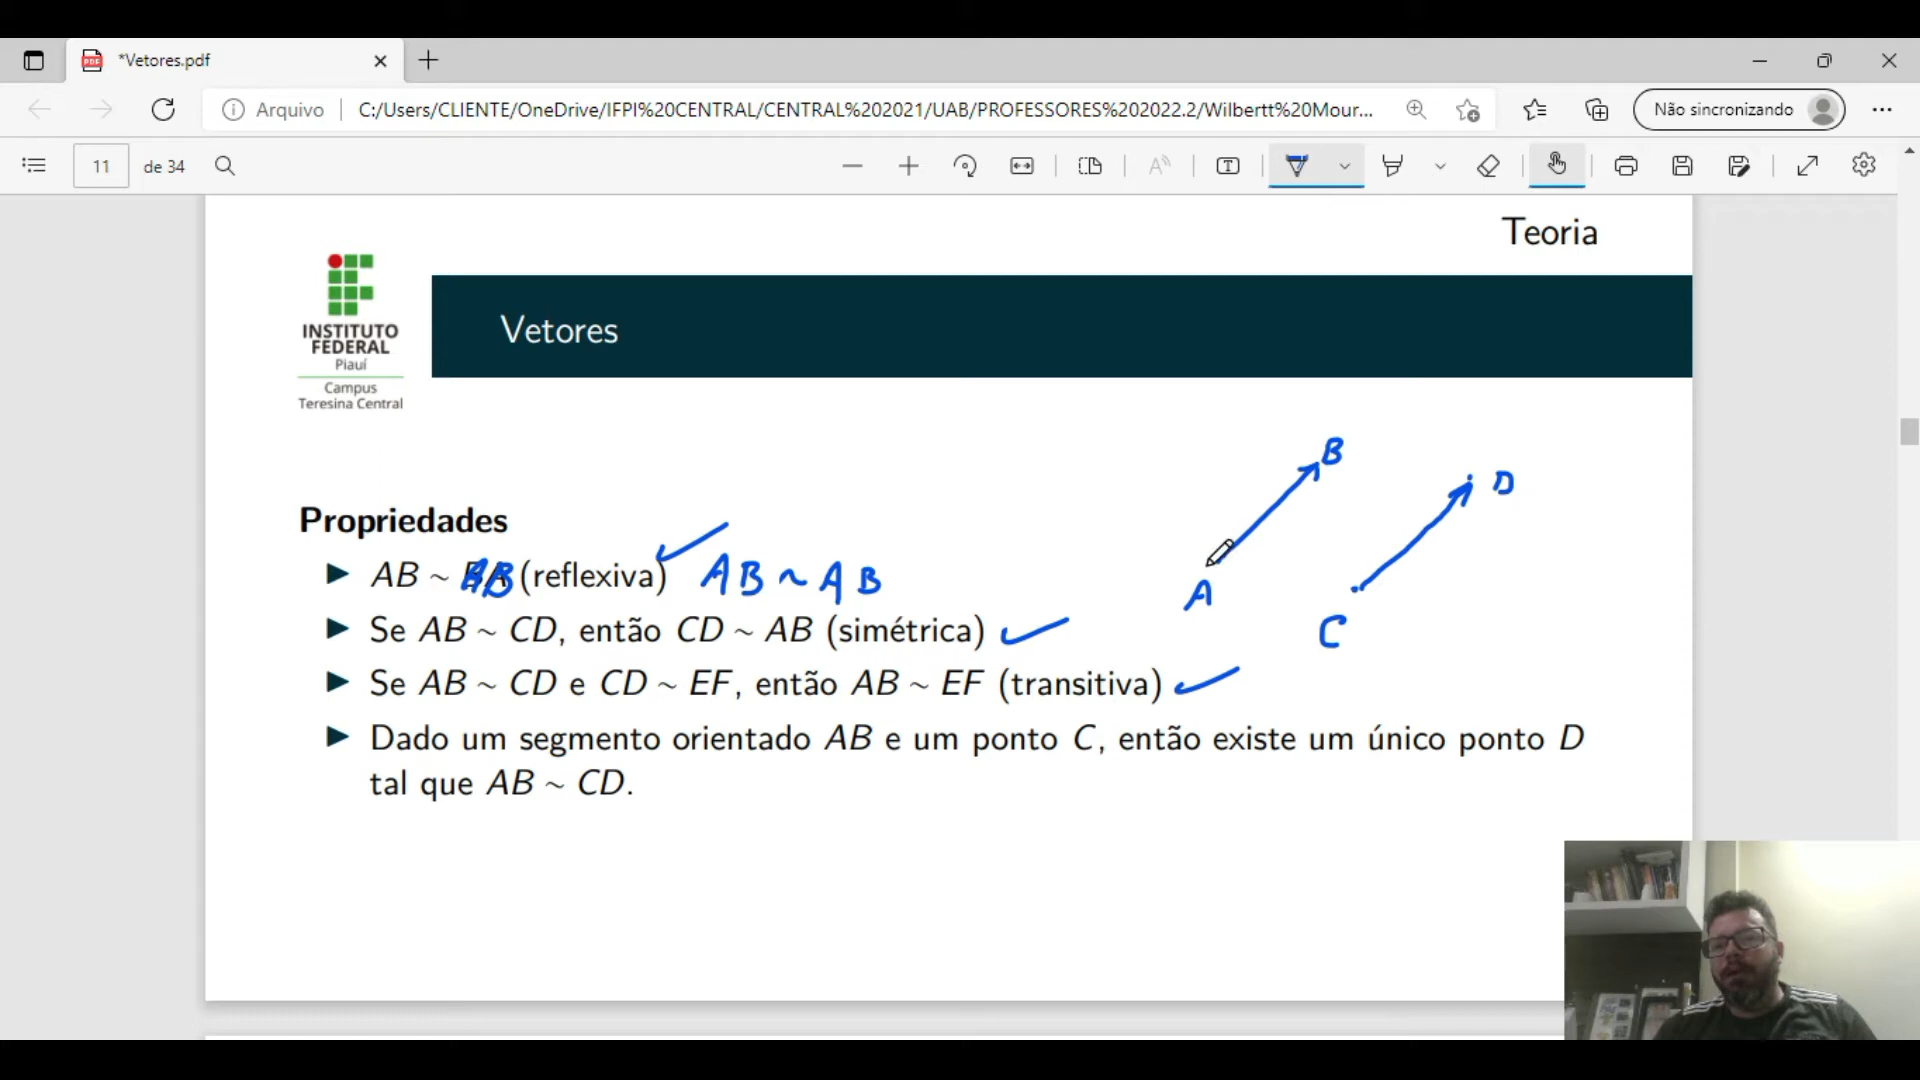 *Vetores.pdf
Arquivo C:/Users/CLIENTE/OneDrive/IFPI%20CENTRAL/CENTRAL%202021/UAB/PROFESSORES%202022.2/Wilbertt%20Mour... Não sincronizando
11 de 34
Teoria
INSTITUTO
FEDERAL
Piauí
Campus
Teresina Central
Vetores
B
D
Propriedades
AB ~ AB (reflexiva) AB ~ AB
A
Se AB ~ CD, então CD ~ AB (simétrica)
C
Se AB ~ CD e CD ~ EF, então AB ~ EF (transitiva)
Dado um segmento orientado AB e um ponto C, então existe um único ponto D
tal que AB ~ CD.